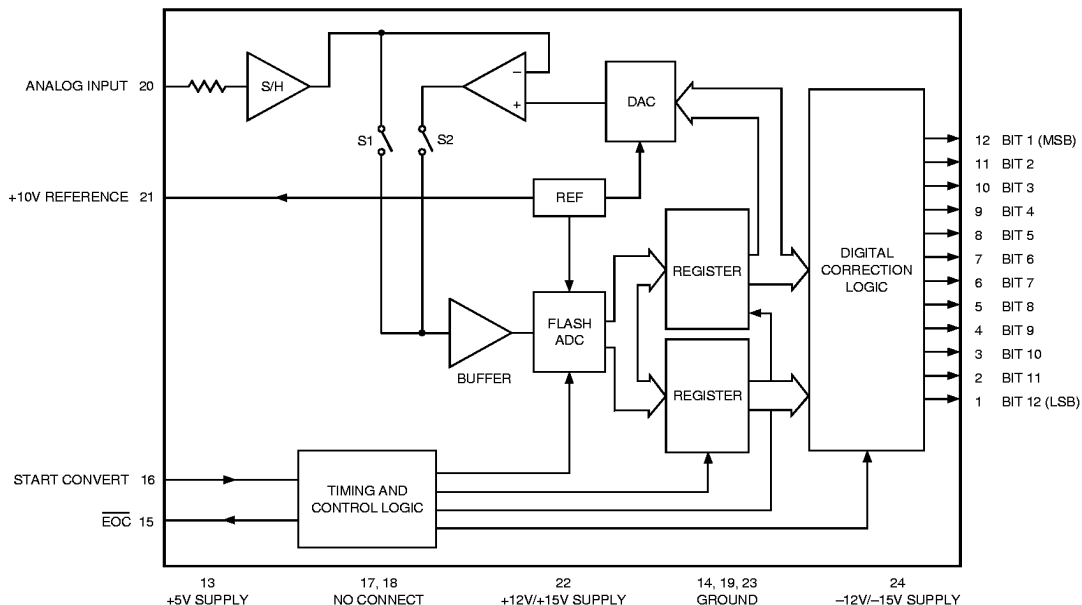 ANALOG INPUT 20
S/H
−
+
DAC
S1
S2
+10V REFERENCE 21
REF
REGISTER
FLASH
ADC
BUFFER
REGISTER
DIGITAL
CORRECTION
LOGIC
12 BIT 1 (MSB)
11 BIT 2
10 BIT 3
9 BIT 4
8 BIT 5
7 BIT 6
6 BIT 7
5 BIT 8
4 BIT 9
3 BIT 10
2 BIT 11
1 BIT 12 (LSB)
START CONVERT 16
EOC 15
TIMING AND
CONTROL LOGIC
13
+5V SUPPLY
17, 18
NO CONNECT
22
+12V/+15V SUPPLY
14, 19, 23
GROUND
24
–12V/–15V SUPPLY